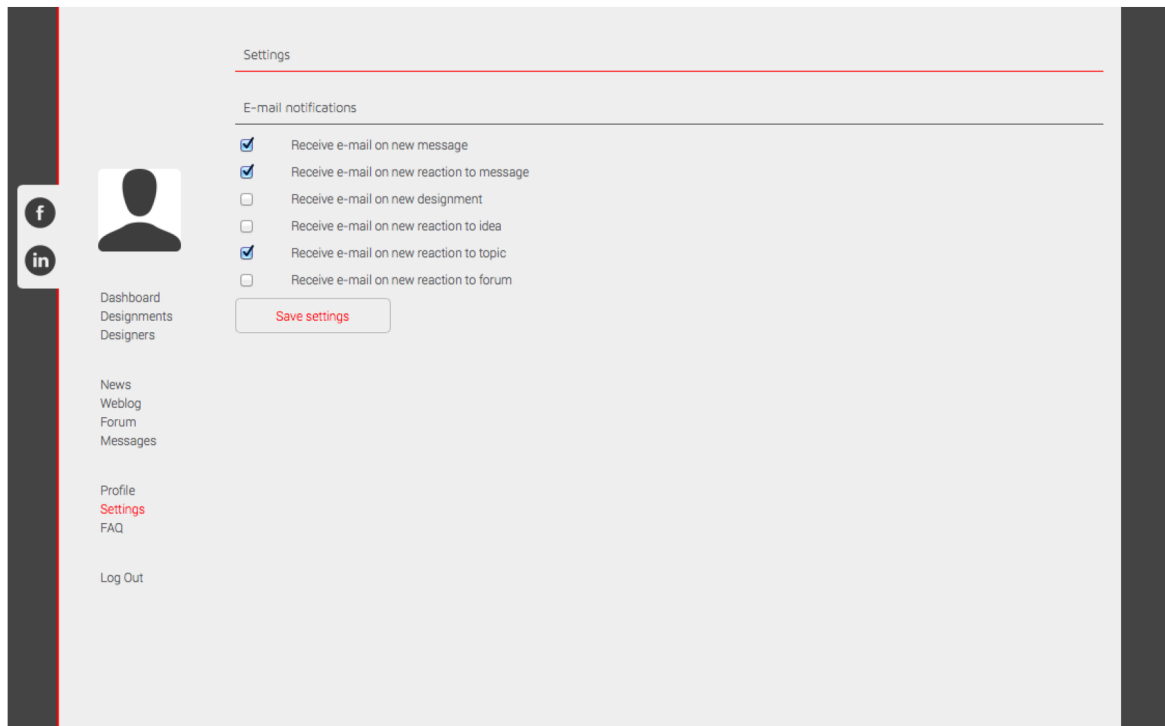 Settings
E-mail notifications
Receive e-mail on new message
Receive e-mail on new reaction to message
Receive e-mail on new designment
Receive e-mail on new reaction to idea
Receive e-mail on new reaction to topic
Receive e-mail on new reaction to forum
Save settings
f
in
Dashboard
Designments
Designers
News
Weblog
Forum
Messages
Profile
Settings
FAQ
Log Out